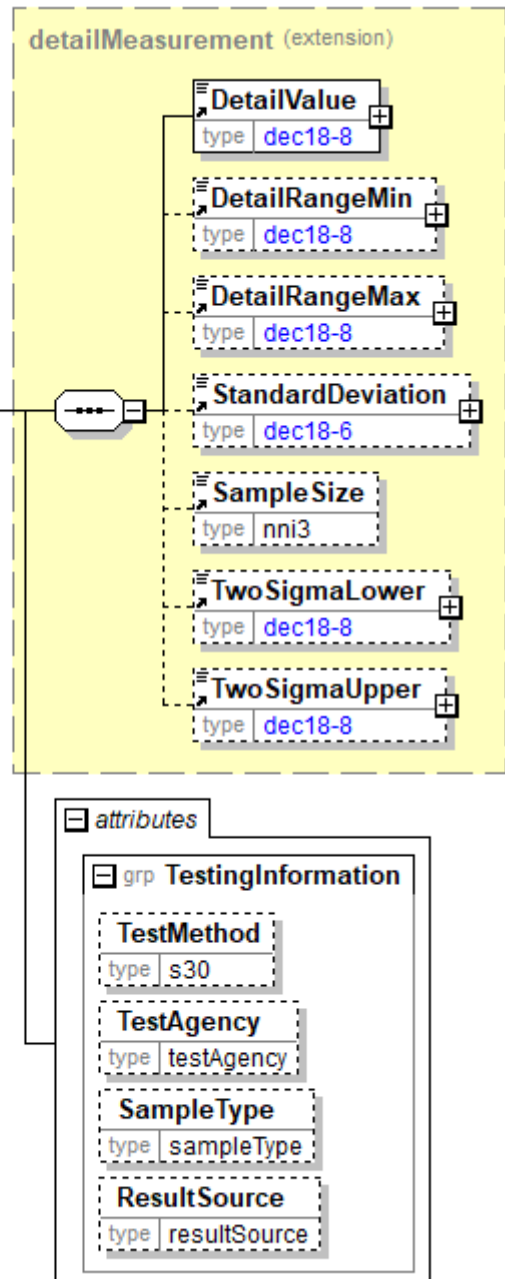 detailMeasurement (extension)
DetailValue
type dec18-8
DetailRangeMin
type dec18-8
DetailRangeMax
type dec18-8
StandardDeviation
type dec18-6
SampleSize
type nni3
TwoSigmaLower
type dec18-8
TwoSigmaUpper
type dec18-8
attributes
grp TestingInformation
TestMethod
type s30
TestAgency
type testAgency
SampleType
type sampleType
ResultSource
type resultSource